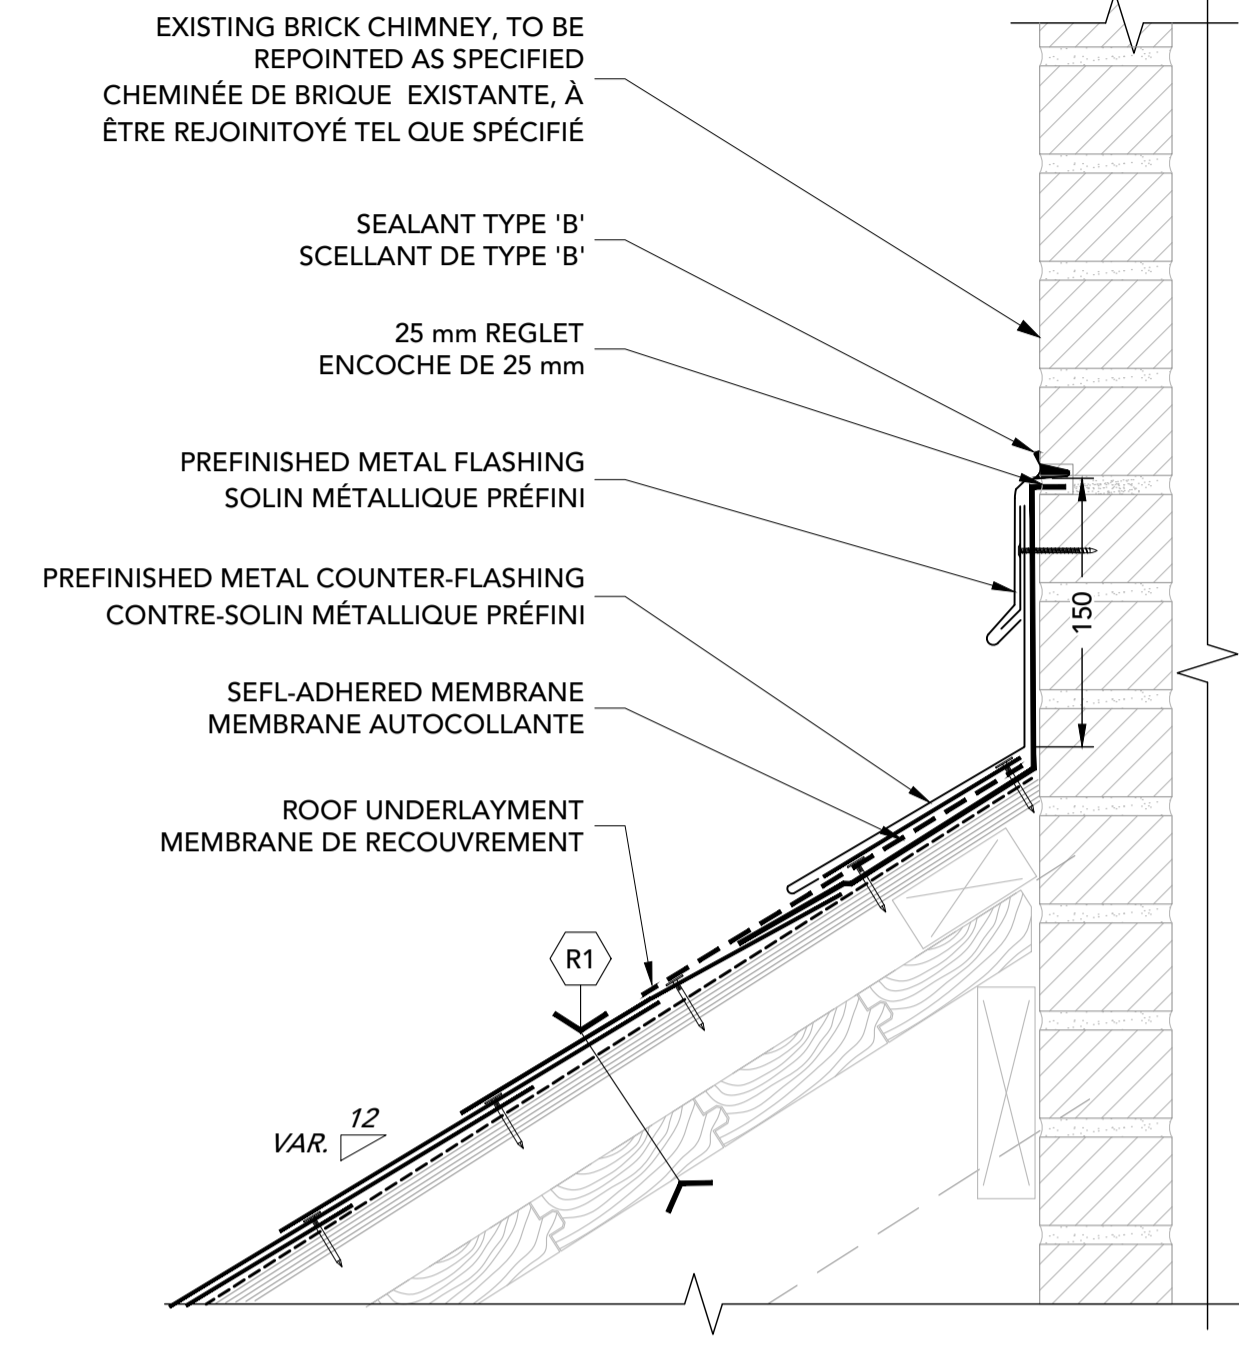 EXISTING BRICK CHIMNEY, TO BE
REPOINTED AS SPECIFIED
CHEMINÉE DE BRIQUE EXISTANTE, À
ÊTRE REJOINITOYÉ TEL QUE SPÉCIFIÉ
SEALANT TYPE 'B'
SCELLANT DE TYPE 'B'
25 mm REGLET
ENCOCHE DE 25 mm
PREFINISHED METAL FLASHING
SOLIN MÉTALLIQUE PRÉFINI
PREFINISHED METAL COUNTER-FLASHING
CONTRE-SOLIN MÉTALLIQUE PRÉFINI
150
SEFL-ADHERED MEMBRANE
MEMBRANE AUTOCOLLANTE
ROOF UNDERLAYMENT
MEMBRANE DE RECOUVREMENT
R1
12
VAR.